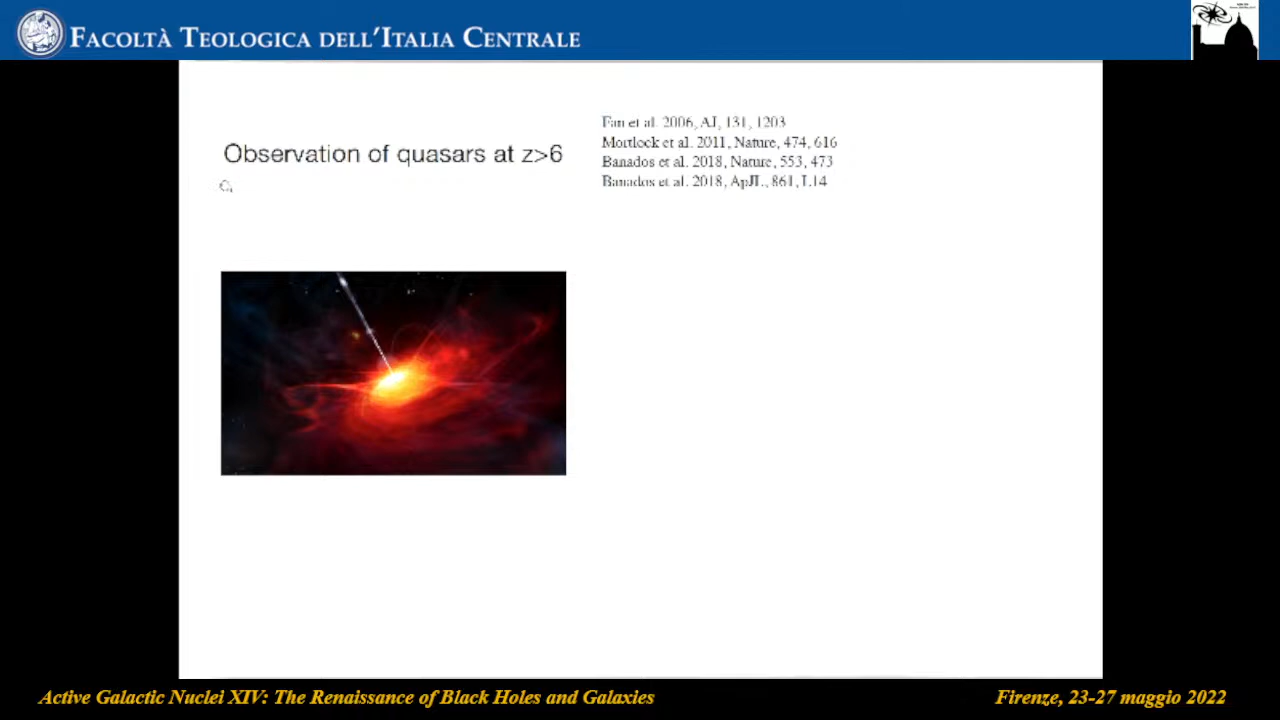 FACOLTÀ TEOLOGICA DELL'ITALIA CENTRALE
Observation of quasars at z>6
Fan et al. 2006, AJ, 131, 1203
Mortlock et al. 2011, Nature, 474, 616
Banados et al. 2018, Nature, 553, 473
Banados et al. 2018, ApJL, 861, L14
Active Galactic Nuclei XIV: The Renaissance of Black Holes and Galaxies
Firenze, 23-27 maggio 2022